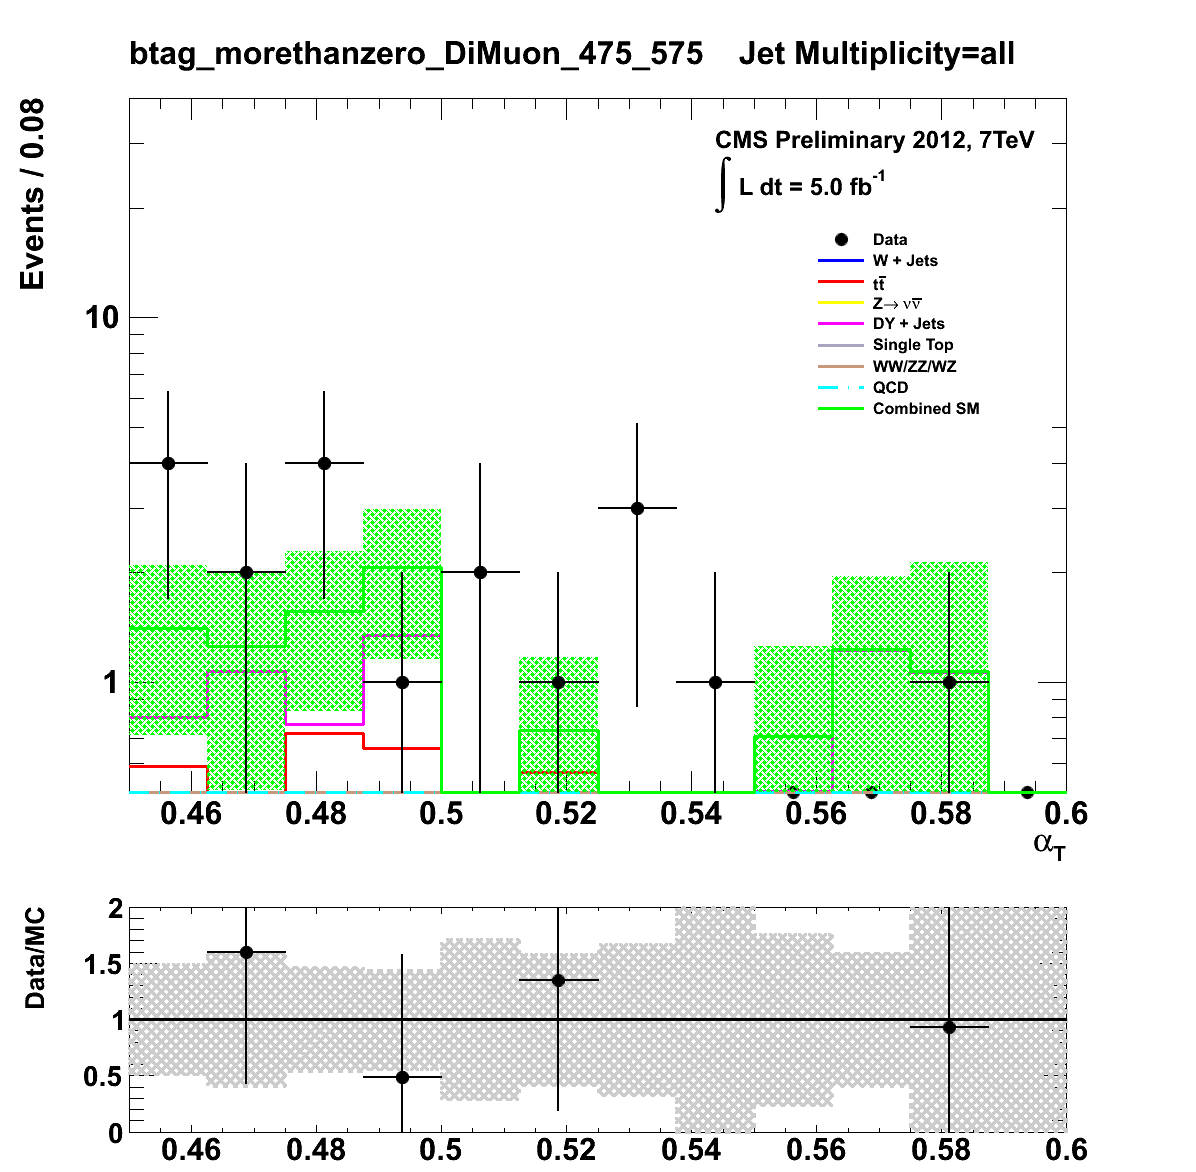 btag_morethanzero_DiMuon_475_575 Jet Multiplicity=all
Events / 0.08
CMS Preliminary 2012, 7TeV
∫ L dt = 5.0 fb⁻¹
Data
W + Jets
tt̅
Z→ νν̅
DY + Jets
Single Top
WW/ZZ/WZ
QCD
Combined SM
10
1
0.46 0.48 0.5 0.52 0.54 0.56 0.58 0.6
α_T
Data/MC
2
1.5
1
0.5
0
0.46 0.48 0.5 0.52 0.54 0.56 0.58 0.6